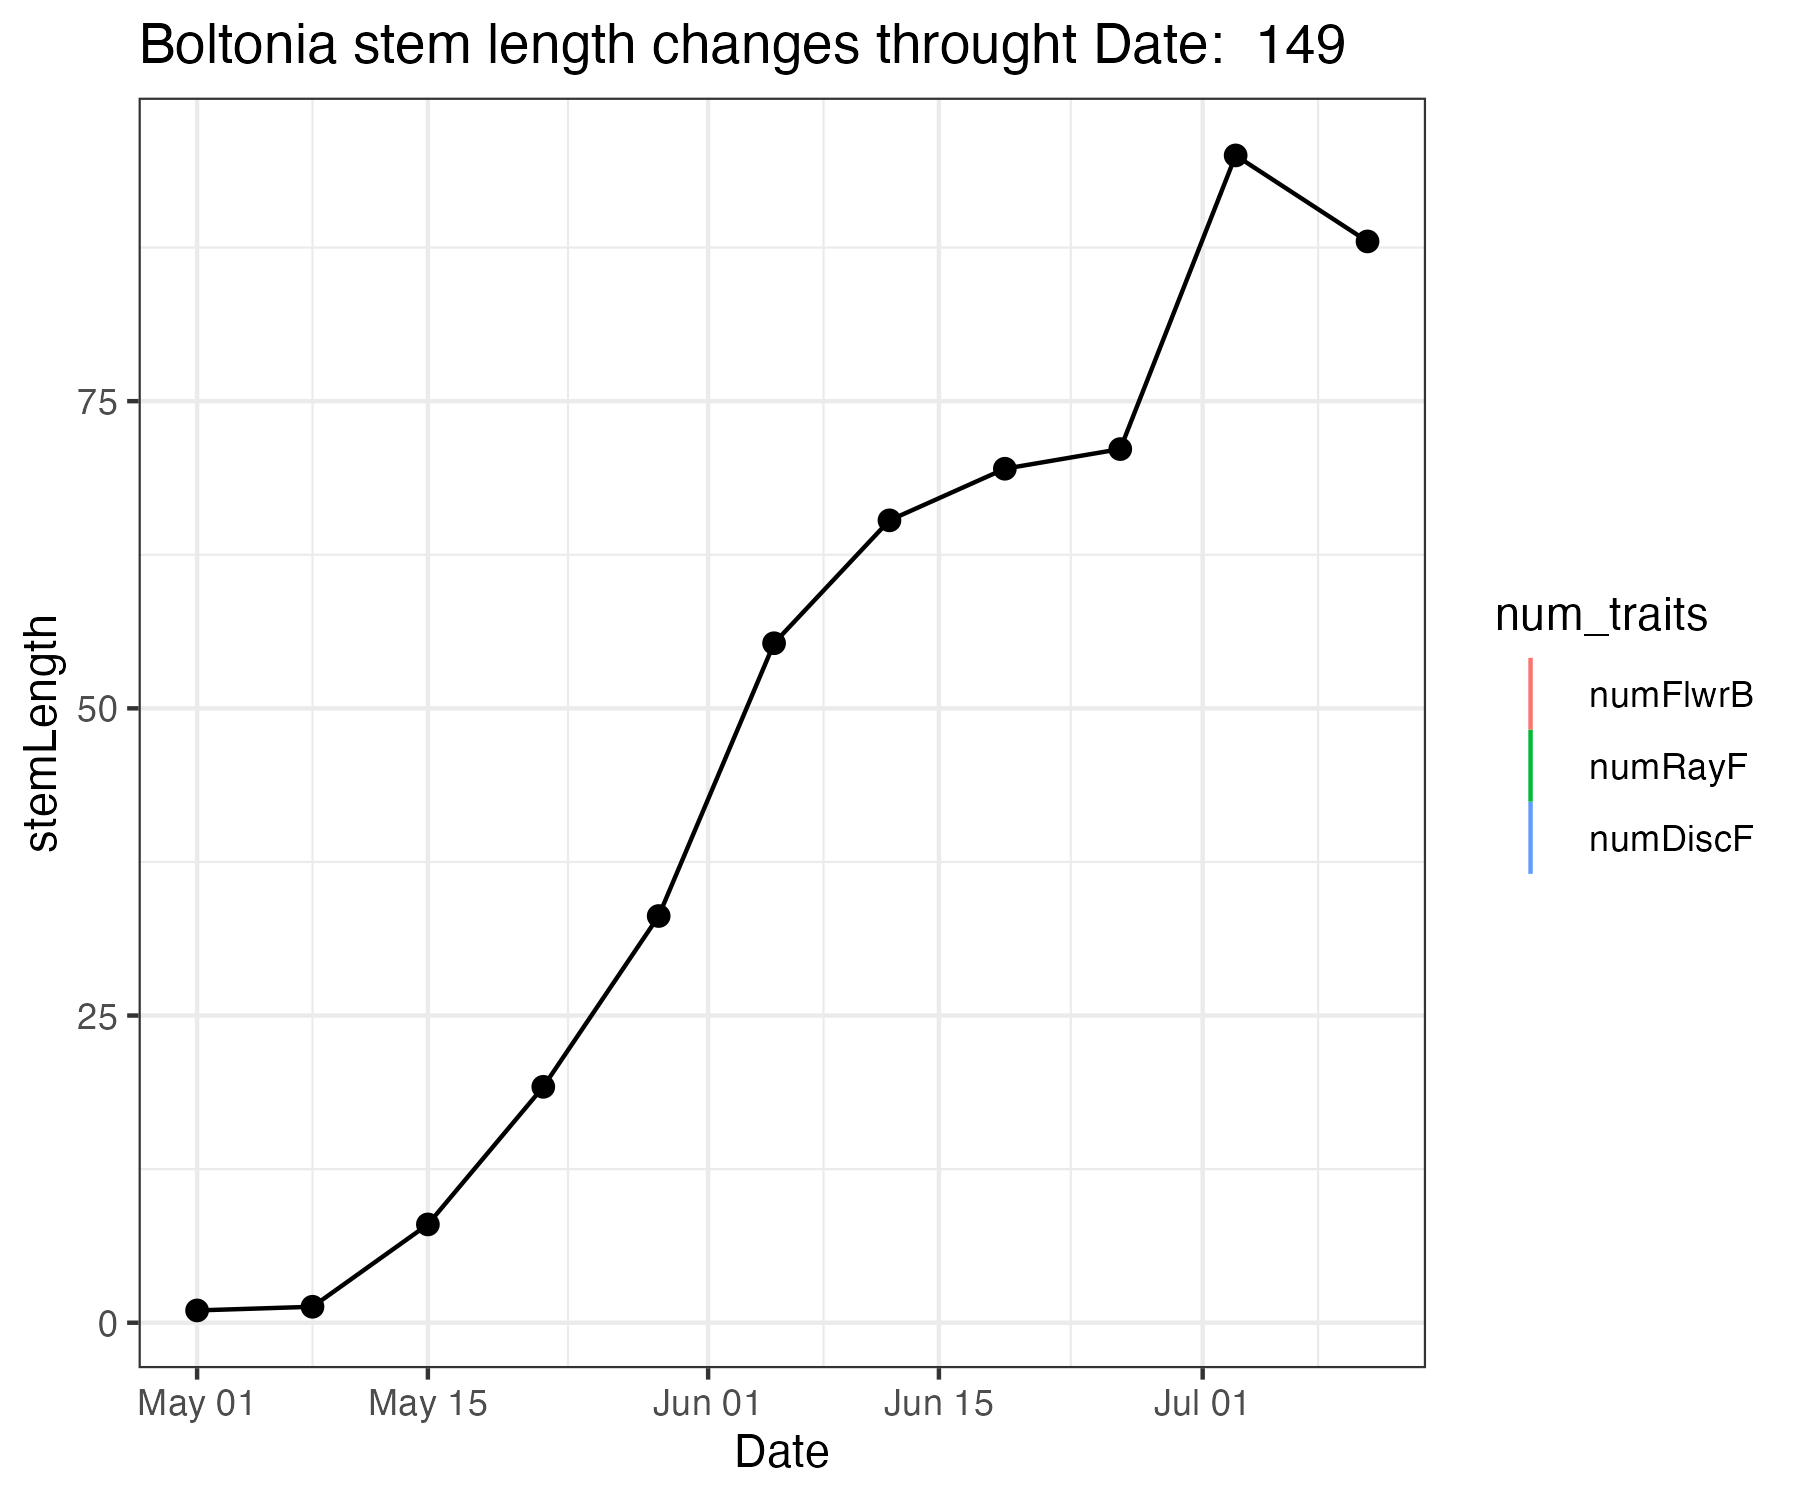 Boltonia stem length changes throught Date:  149
stemLength
75
50
25
0
May 01
May 15
Jun 01
Jun 15
Jul 01
Date
num_traits
numFlwrB
numRayF
numDiscF